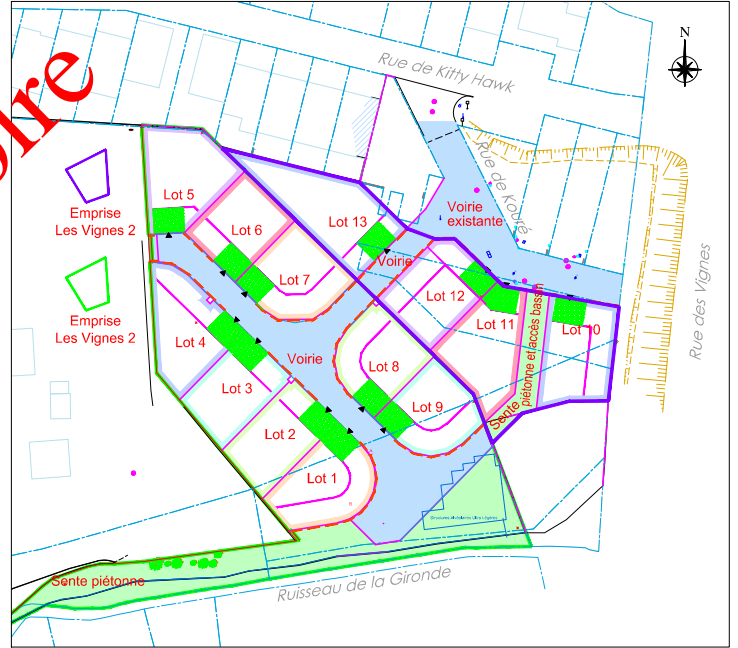 N
Rue de Kitty Hawk
oire
Rue de Kouré
Lot 5
Emprise
Les Vignes 2
Lot 6
Lot 13
Voirie
existante
Rue des Vignes
Voirie
Lot 7
Lot 12
piétonne et accès bassin
Sente
Emprise
Les Vignes 2
Lot 11
Lot 10
Lot 4
Voirie
Lot 8
Lot 3
Lot 9
Lot 2
Lot 1
Sente piétonne
Ruisseau de la Gironde